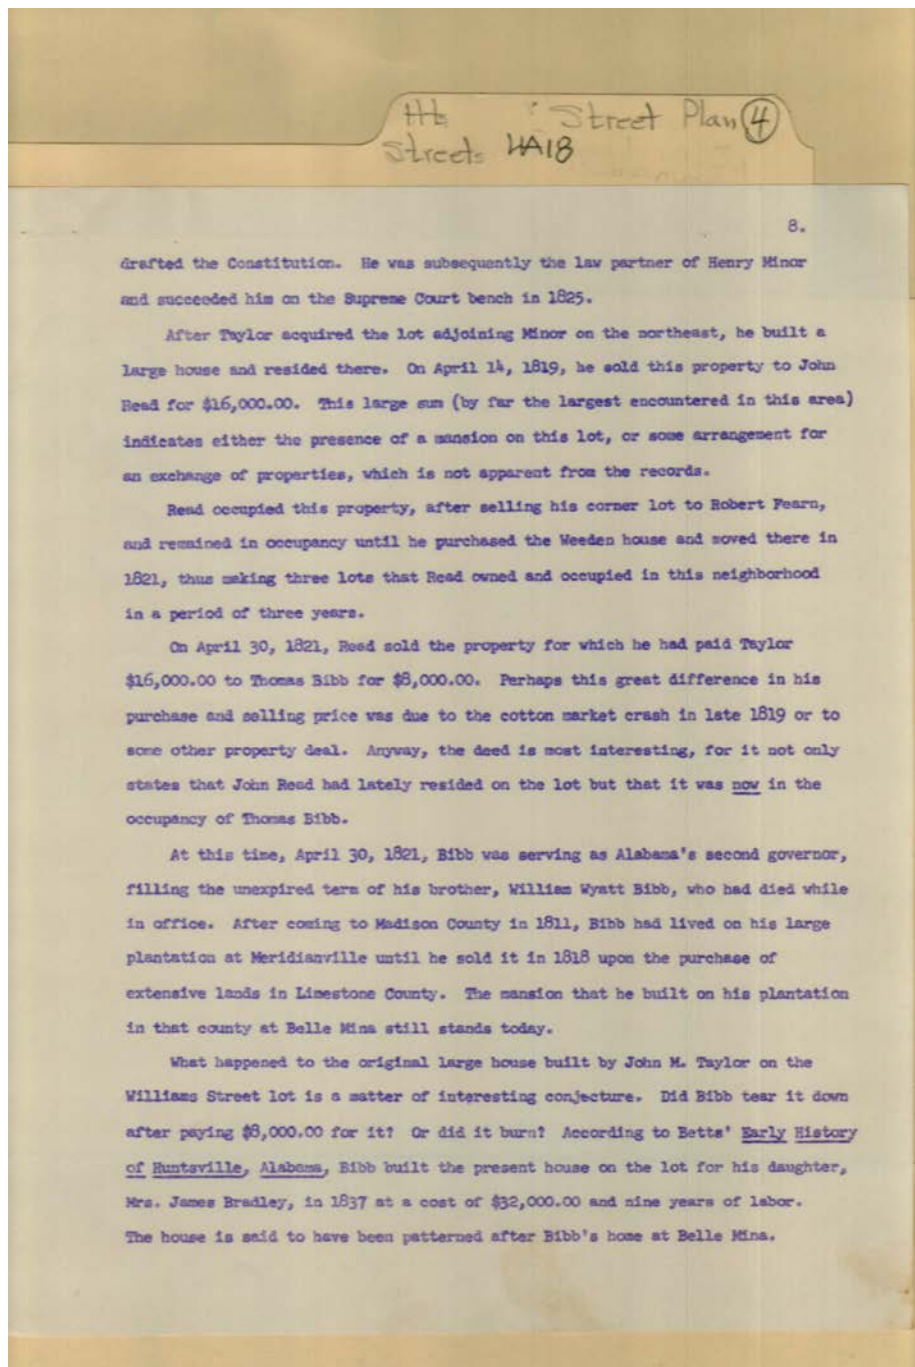 Street Plan 4
Streets 4A18
8.
drafted the Constitution. He was subsequently the law partner of Henry Minor
and succeeded him on the Supreme Court bench in 1825.
After Taylor acquired the lot adjoining Minor on the northeast, he built a
large house and resided there. On April 14, 1819, he sold this property to John
Read for $16,000.00. This large sum (by far the largest encountered in this area)
indicates either the presence of a mansion on this lot, or some arrangement for
an exchange of properties, which is not apparent from the records.
Read occupied this property, after selling his corner lot to Robert Fearn,
and remained in occupancy until he purchased the Weeden house and moved there in
1821, thus making three lots that Read owned and occupied in this neighborhood
in a period of three years.
On April 30, 1821, Read sold the property for which he had paid Taylor
$16,000.00 to Thomas Bibb for $8,000.00. Perhaps this great difference in his
purchase and selling price was due to the cotton market crash in late 1819 or to
some other property deal. Anyway, the deed is most interesting, for it not only
states that John Read had lately resided on the lot but that it was now in the
occupancy of Thomas Bibb.
At this time, April 30, 1821, Bibb was serving as Alabama's second governor,
filling the unexpired term of his brother, William Wyatt Bibb, who had died while
in office. After coming to Madison County in 1811, Bibb had lived on his large
plantation at Meridianville until he sold it in 1818 upon the purchase of
extensive lands in Limestone County. The mansion that he built on his plantation
in that county at Belle Mina still stands today.
What happened to the original large house built by John M. Taylor on the
Williams Street lot is a matter of interesting conjecture. Did Bibb tear it down
after paying $8,000.00 for it? Or did it burn? According to Betts' Early History
of Huntsville, Alabama, Bibb built the present house on the lot for his daughter,
Mrs. James Bradley, in 1837 at a cost of $32,000.00 and nine years of labor.
The house is said to have been patterned after Bibb's home at Belle Mina.